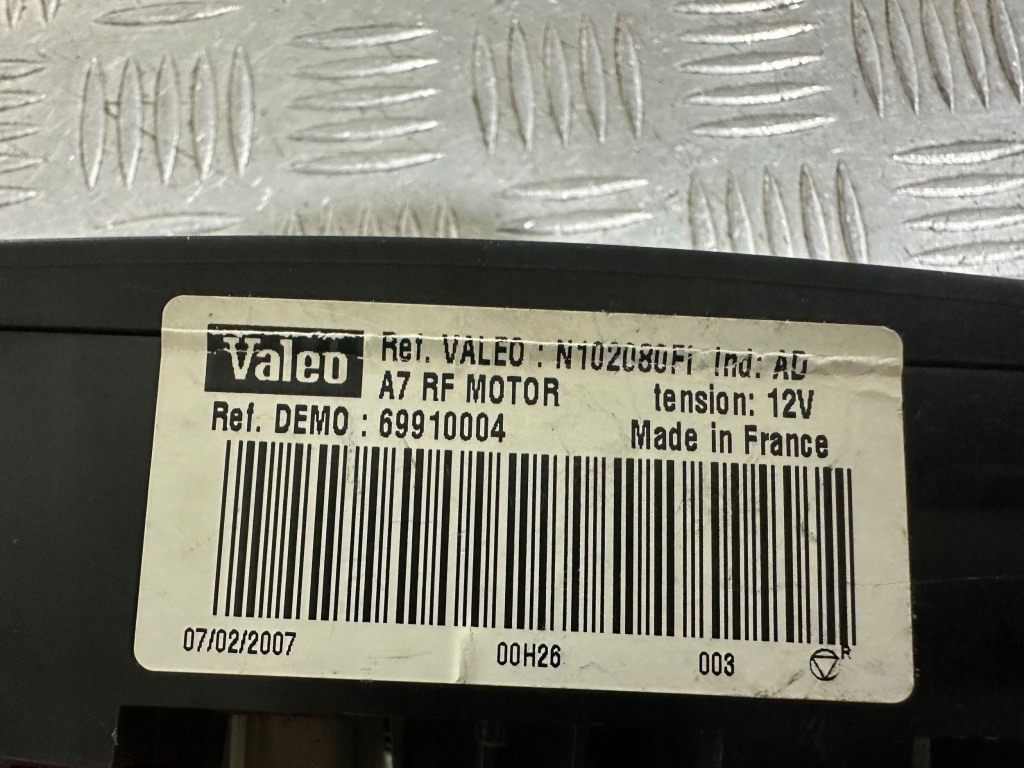 Valeo
Ref. VALEO : N102080FI Ind: AD
A7 RF MOTOR tension: 12V
Ref. DEMO : 69910004 Made in France
07/02/2007 00H26 003 R